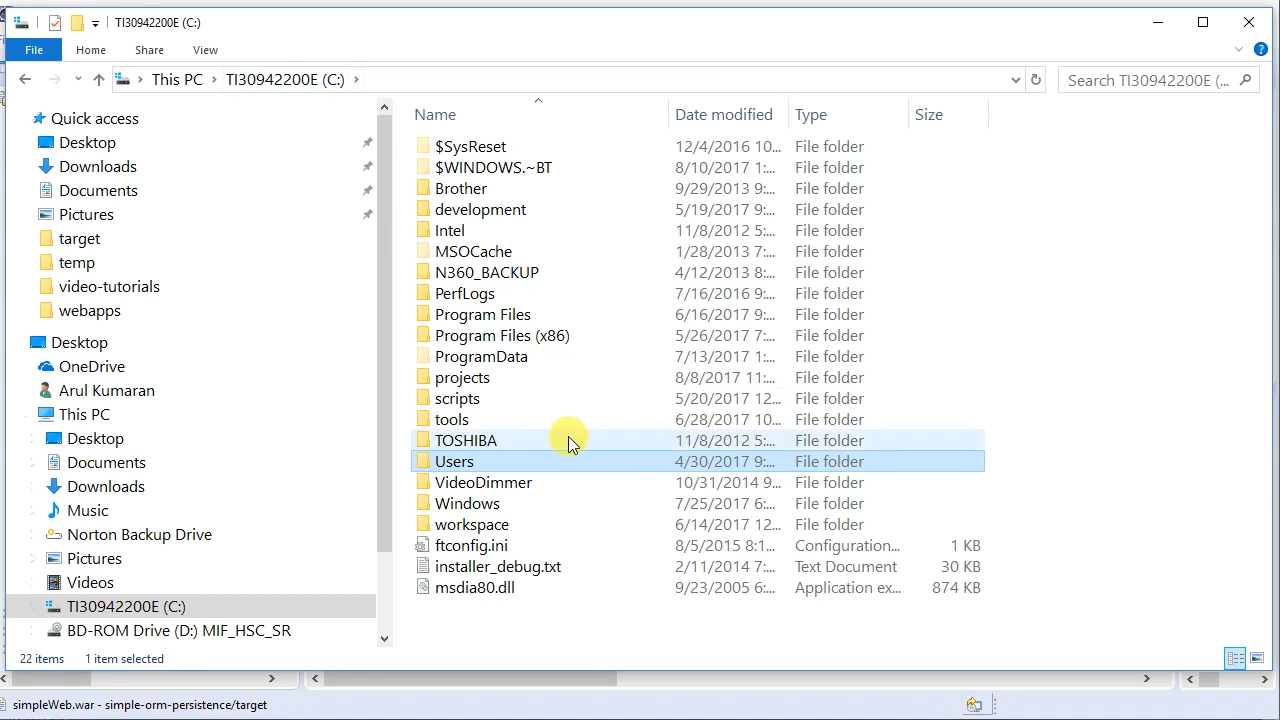 TI30942200E (C:)
File Home Share View
This PC TI30942200E (C:) Search TI30942200E (...
Quick access
Desktop
Downloads
Documents
Pictures
target
temp
video-tutorials
webapps
Desktop
OneDrive
Arul Kumaran
This PC
Desktop
Documents
Downloads
Music
Norton Backup Drive
Pictures
Videos
TI30942200E (C:)
BD-ROM Drive (D:) MIF_HSC_SR
Name Date modified Type Size
$SysReset 12/4/2016 10... File folder
$WINDOWS.~BT 8/10/2017 1:... File folder
Brother 9/29/2013 9:... File folder
development 5/19/2017 9:... File folder
Intel 11/8/2012 5:... File folder
MSOCache 1/28/2013 7:... File folder
N360_BACKUP 4/12/2013 8:... File folder
PerfLogs 7/16/2016 9:... File folder
Program Files 6/16/2017 9:... File folder
Program Files (x86) 5/26/2017 7:... File folder
ProgramData 7/13/2017 1:... File folder
projects 8/8/2017 11:... File folder
scripts 5/20/2017 12... File folder
tools 6/28/2017 10... File folder
TOSHIBA 11/8/2012 5:... File folder
Users 4/30/2017 9:... File folder
VideoDimmer 10/31/2014 9... File folder
Windows 7/25/2017 6:... File folder
workspace 6/14/2017 12... File folder
ftconfig.ini 8/5/2015 8:1... Configuration... 1 KB
installer_debug.txt 2/11/2014 7:... Text Document 30 KB
msdia80.dll 9/23/2005 6:... Application ex... 874 KB
22 items 1 item selected
simpleWeb.war - simple-orm-persistence/target